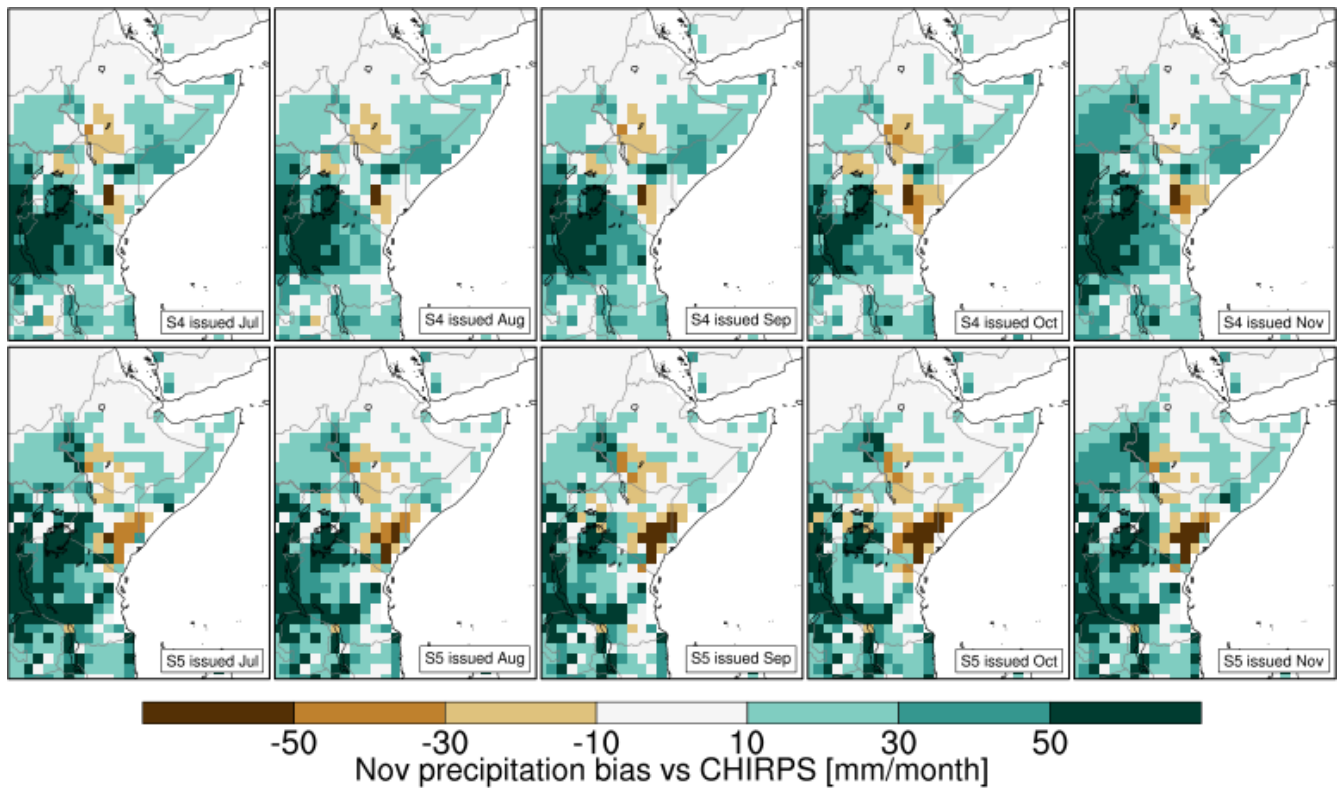 S4 issued Jul
S4 issued Aug
S4 issued Sep
S4 issued Oct
S4 issued Nov
S5 issued Jul
S5 issued Aug
S5 issued Sep
S5 issued Oct
S5 issued Nov
-50 -30 -10 10 30 50
Nov precipitation bias vs CHIRPS [mm/month]